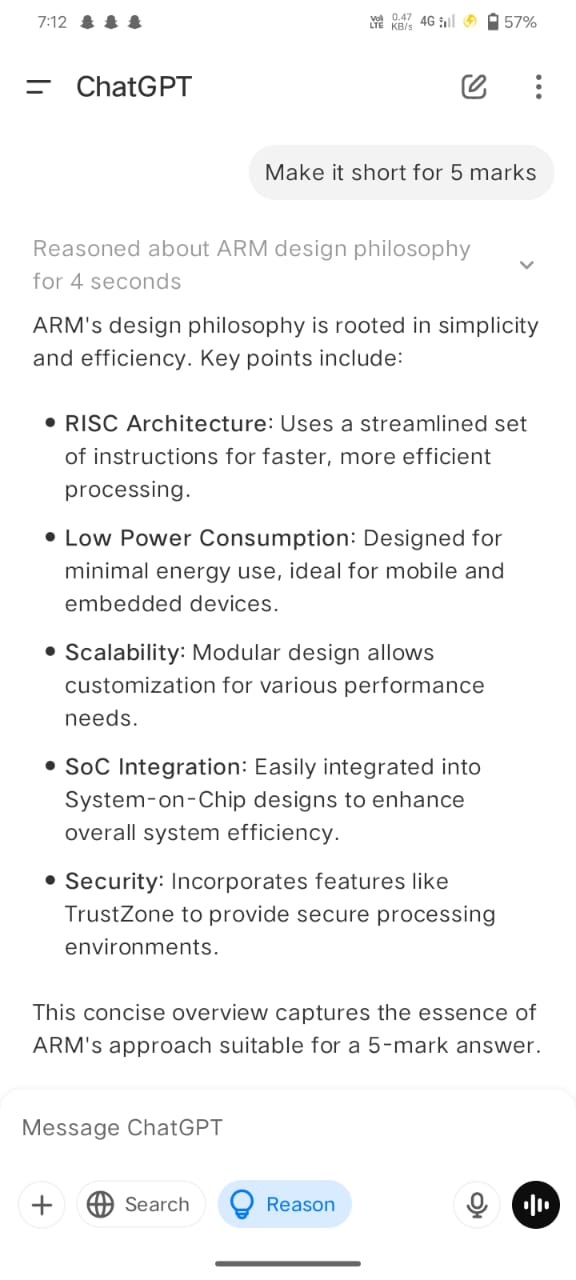 7:12
Vo) LTE 0.47 KB/s 4G 57%
ChatGPT
Make it short for 5 marks
Reasoned about ARM design philosophy
for 4 seconds
ARM's design philosophy is rooted in simplicity
and efficiency. Key points include:
• RISC Architecture: Uses a streamlined set
of instructions for faster, more efficient
processing.
• Low Power Consumption: Designed for
minimal energy use, ideal for mobile and
embedded devices.
• Scalability: Modular design allows
customization for various performance
needs.
• SoC Integration: Easily integrated into
System-on-Chip designs to enhance
overall system efficiency.
• Security: Incorporates features like
TrustZone to provide secure processing
environments.
This concise overview captures the essence of
ARM's approach suitable for a 5-mark answer.
Message ChatGPT
Search
Reason